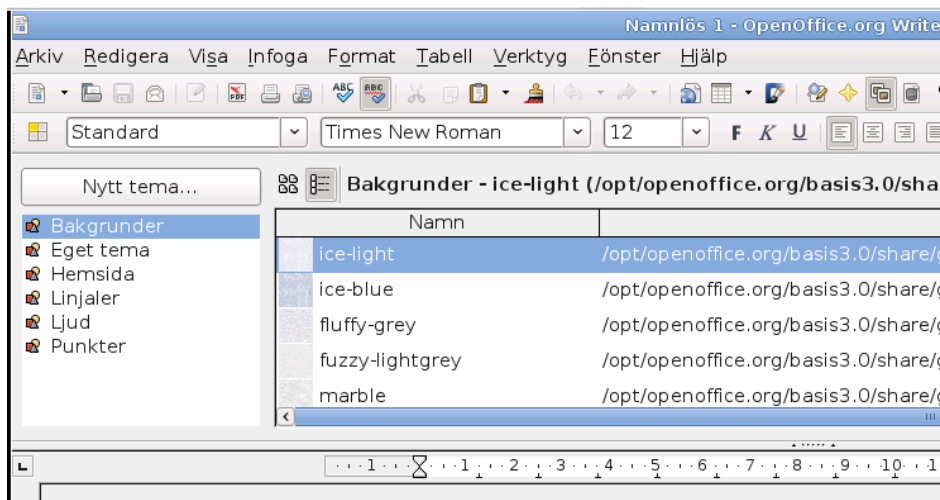 Namnlös 1 - OpenOffice.org Write
Arkiv Redigera Visa Infoga Format Tabell Verktyg Fönster Hjälp
PDF ABC ABC
Standard Times New Roman 12 F K U
Nytt tema... Bakgrunder - ice-light (/opt/openoffice.org/basis3.0/sha
Namn
Bakgrunder
Eget tema
Hemsida
Linjaler
Ljud
Punkter
ice-light /opt/openoffice.org/basis3.0/share/g
ice-blue /opt/openoffice.org/basis3.0/share/g
fluffy-grey /opt/openoffice.org/basis3.0/share/g
fuzzy-lightgrey /opt/openoffice.org/basis3.0/share/g
marble /opt/openoffice.org/basis3.0/share/g
1 1 2 3 4 5 6 7 8 9 10 1